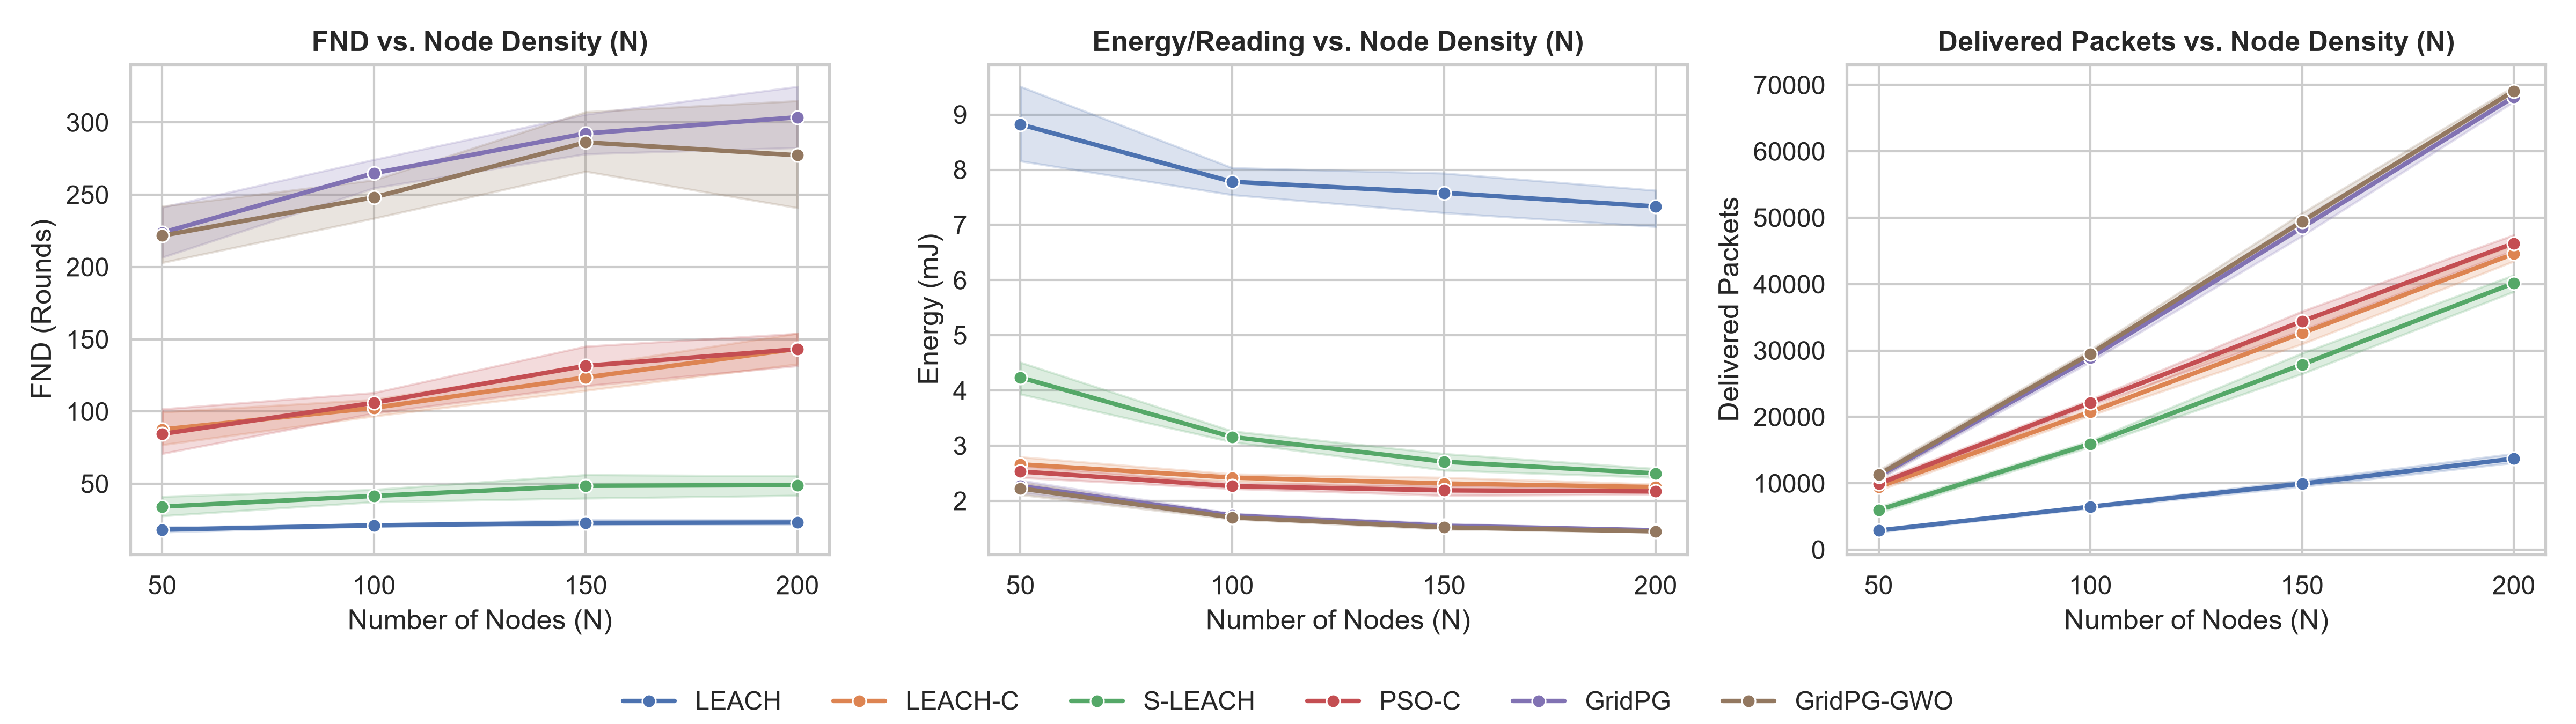 FND vs. Node Density (N)
FND (Rounds)
300
250
200
150
100
50
50 100 150 200
Number of Nodes (N)
Energy/Reading vs. Node Density (N)
Energy (mJ)
9
8
7
6
5
4
3
2
50 100 150 200
Number of Nodes (N)
Delivered Packets vs. Node Density (N)
Delivered Packets
70000
60000
50000
40000
30000
20000
10000
0
50 100 150 200
Number of Nodes (N)
LEACH LEACH-C S-LEACH PSO-C GridPG GridPG-GWO